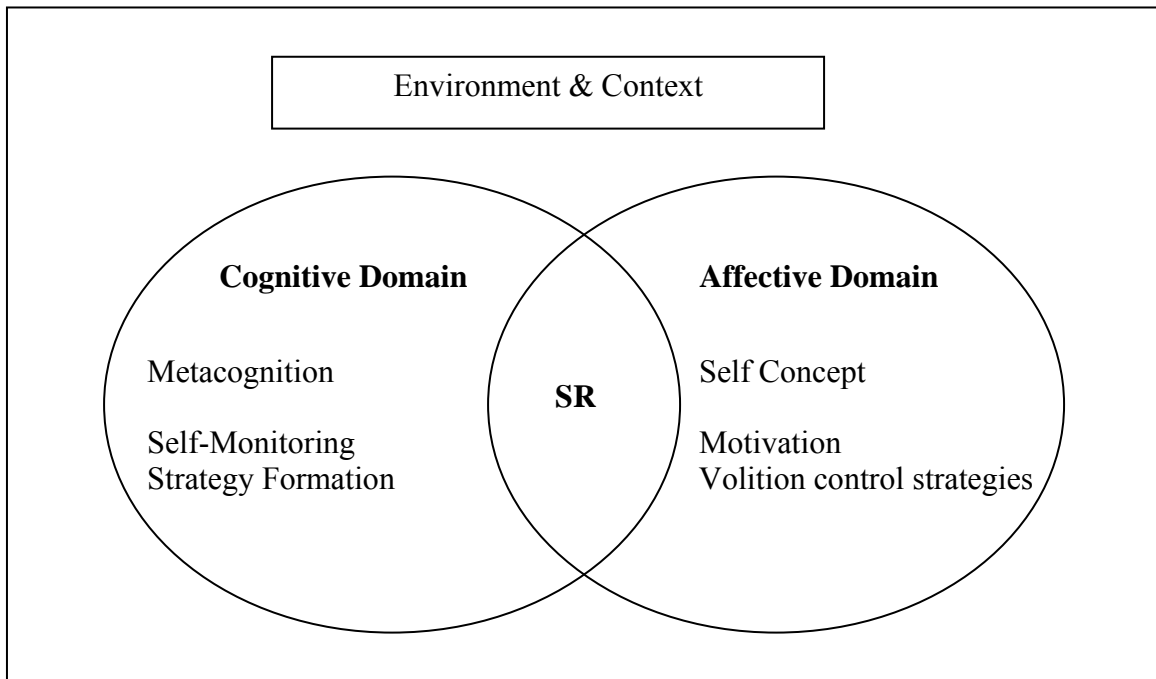 Environment & Context
Cognitive Domain
Metacognition
Self-Monitoring
Strategy Formation
SR
Affective Domain
Self Concept
Motivation
Volition control strategies